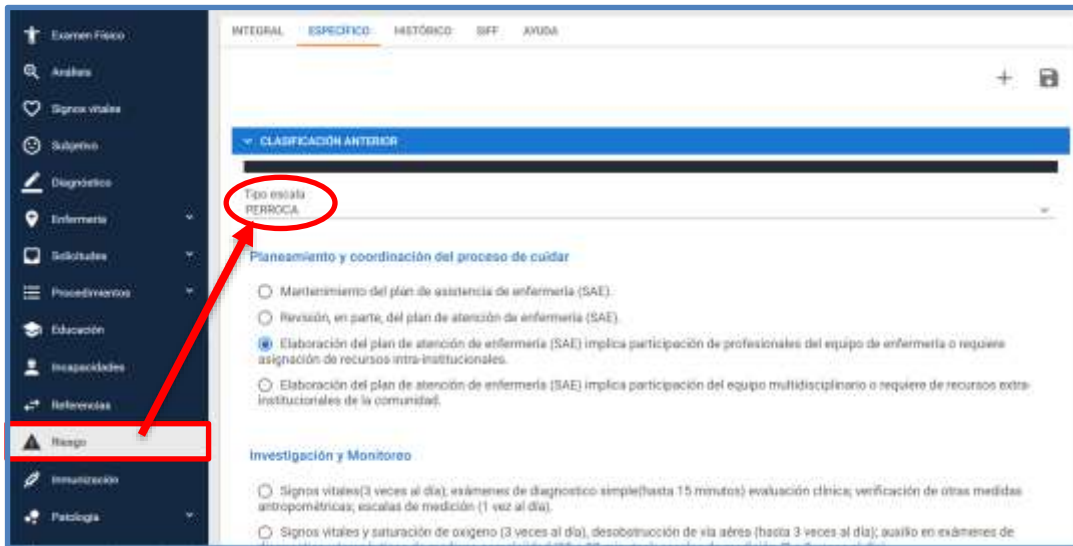 Examen Físico
Análisis
Signos vitales
Subjetivo
Diagnóstico
Enfermería
Solicitudes
Procedimientos
Educación
Incapacidades
Referencias
Riesgo
Inmunización
Patología
INTEGRAL ESPECÍFICO HISTÓRICO SIFF AYUDA
CLASIFICACIÓN ANTERIOR
Tipo escala
PERROCA
Planeamiento y coordinación del proceso de cuidar
Mantenimiento del plan de asistencia de enfermería (SAE).
Revisión, en parte, del plan de atención de enfermería (SAE).
Elaboración del plan de atención de enfermería (SAE) implica participación de profesionales del equipo de enfermería o requiere
asignación de recursos intra-institucionales.
Elaboración del plan de atención de enfermería (SAE) implica participación del equipo multidisciplinario o requiere de recursos extra-
institucionales de la comunidad.
Investigación y Monitoreo
Signos vitales(3 veces al día), exámenes de diagnostico simple(hasta 15 minutos) evaluación clínica; verificación de otras medidas
antropométricas; escalas de medición (1 vez al día).
Signos vitales y saturación de oxigeno (3 veces al día), desobstrucción de vía aérea (hasta 3 veces al día); auxilio en exámenes de